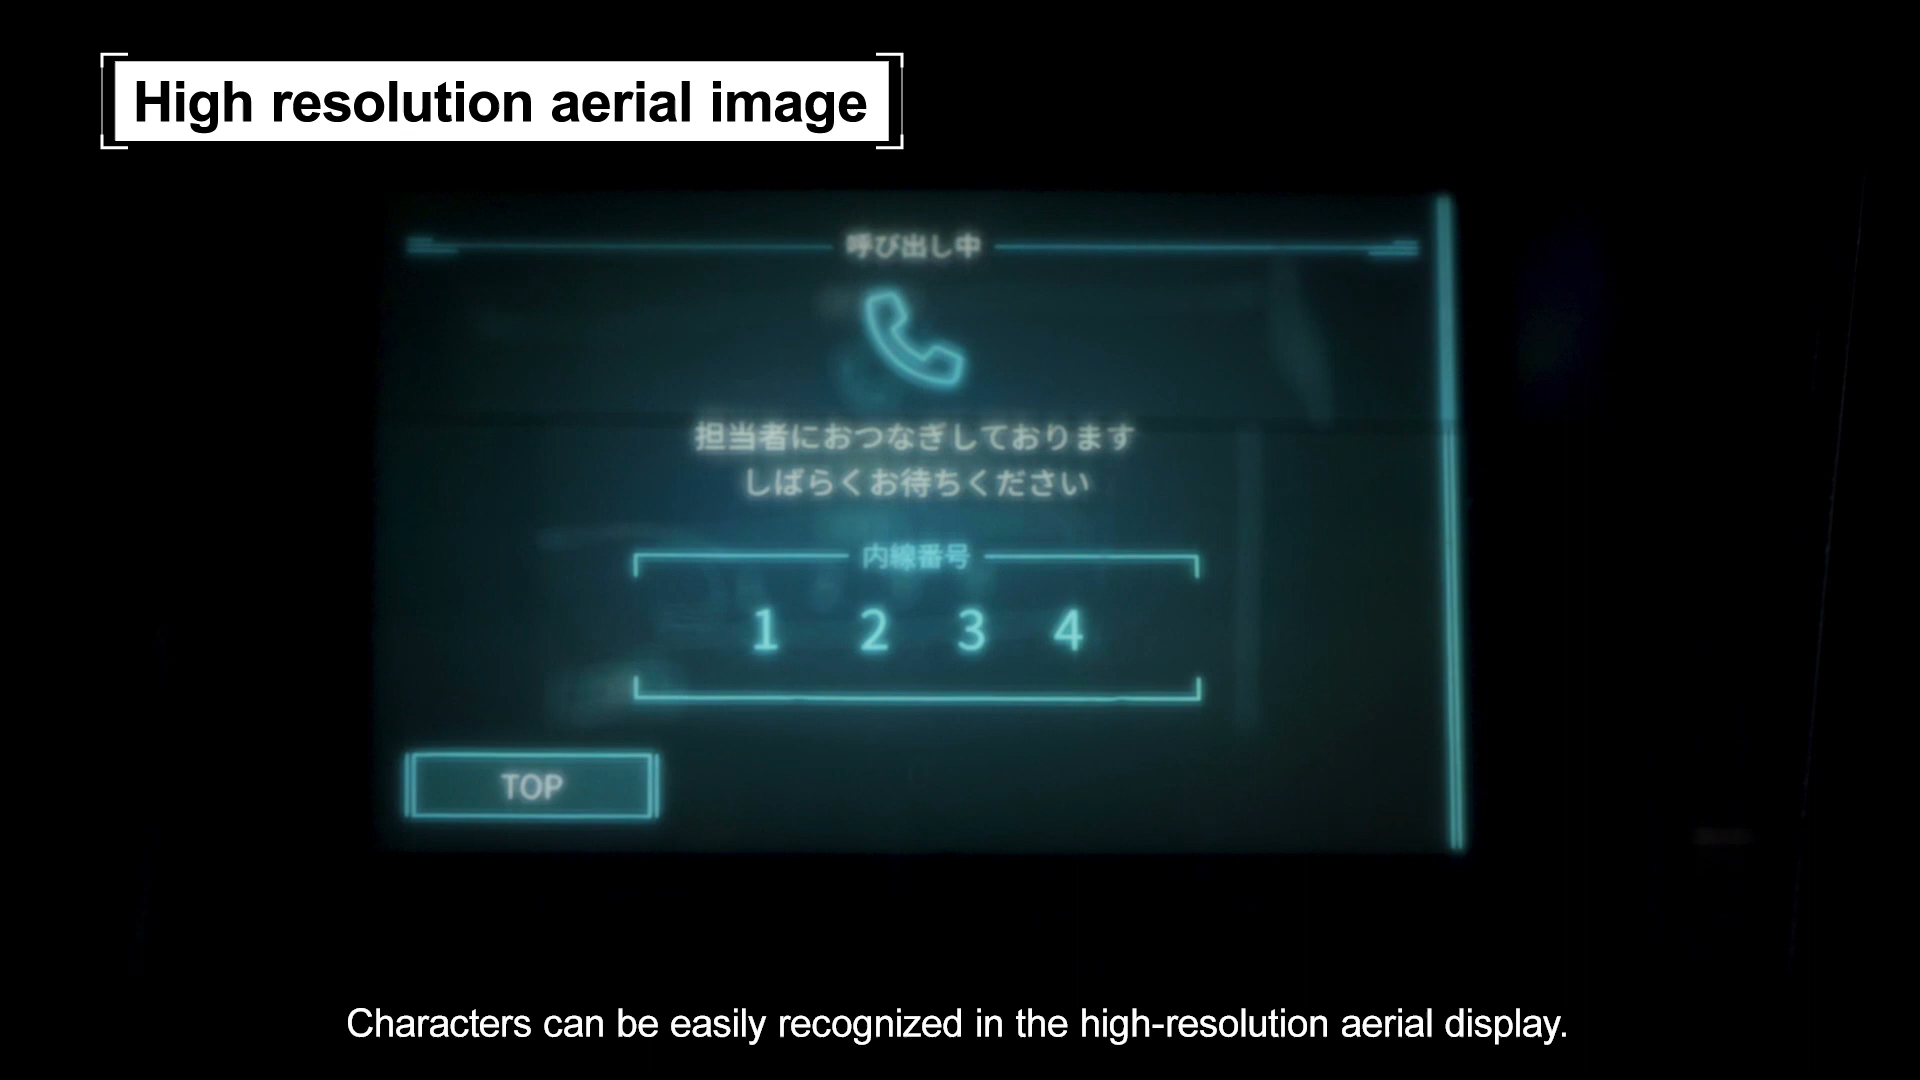 High resolution aerial image
呼び出し中
担当者におつなぎしております
しばらくお待ちください
内線番号
1 2 3 4
TOP
Characters can be easily recognized in the high-resolution aerial display.